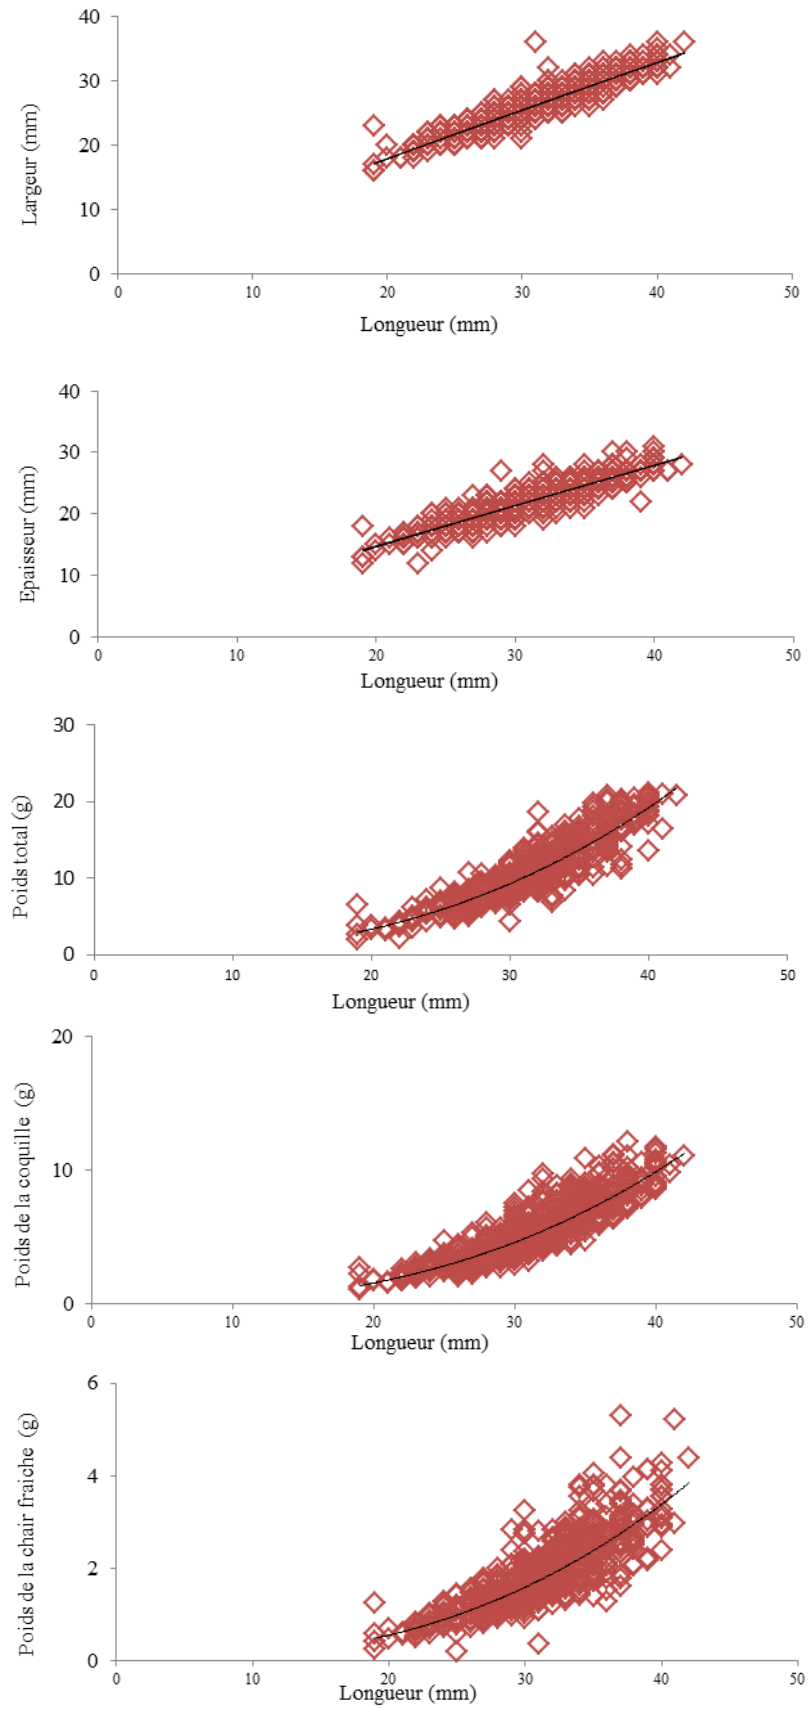 40
30
20
10
0
Largeur (mm)
0 10 20 30 40 50
Longueur (mm)
40
30
20
10
0
Epaisseur (mm)
0 10 20 30 40 50
Longueur (mm)
30
20
10
0
Poids total (g)
0 10 20 30 40 50
Longueur (mm)
20
10
0
Poids de la coquille (g)
0 10 20 30 40 50
Longueur (mm)
6
4
2
0
Poids de la chair fraiche (g)
0 10 20 30 40 50
Longueur (mm)